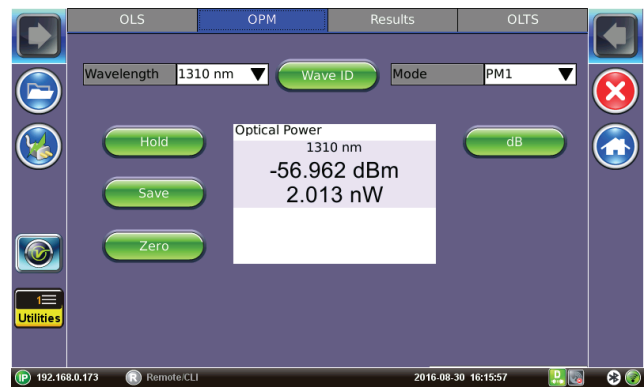 OLS OPM Results OLTS
Wavelength 1310 nm Wave ID Mode PM1
Hold
Optical Power
1310 nm
dB
-56.962 dBm
Save
2.013 nW
Zero
1
Utilities
IP 192.168.0.173 R Remote/CLI 2016-08-30 16:15:57